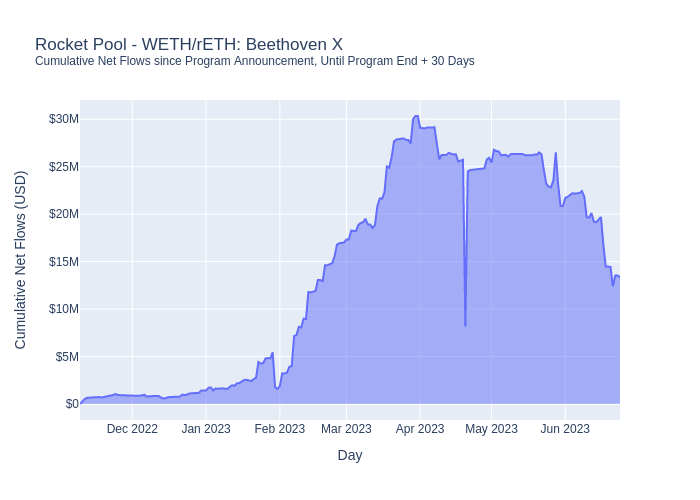 Rocket Pool - WETH/rETH: Beethoven X
Cumulative Net Flows since Program Announcement, Until Program End + 30 Days
Cumulative Net Flows (USD)
$30M
$25M
$20M
$15M
$10M
$5M
$0
Dec 2022 Jan 2023 Feb 2023 Mar 2023 Apr 2023 May 2023 Jun 2023
Day